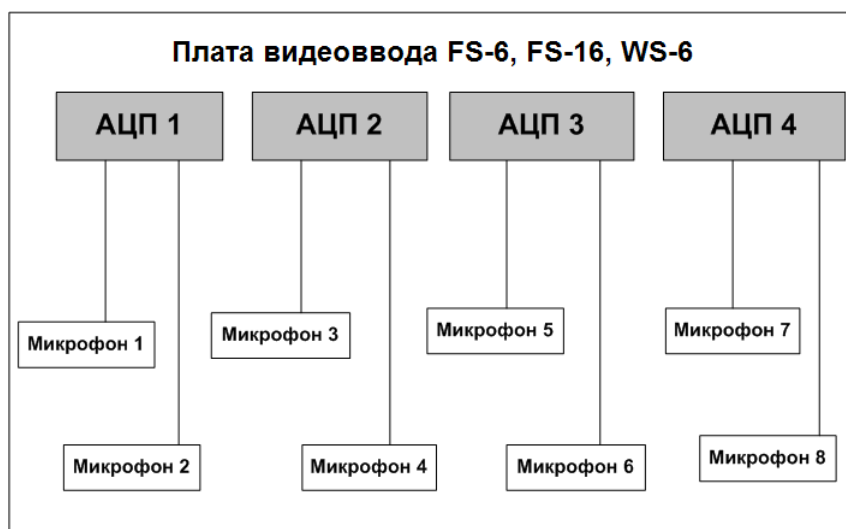 Плата видеоввода FS-6, FS-16, WS-6
АЦП 1
АЦП 2
АЦП 3
АЦП 4
Микрофон 1
Микрофон 3
Микрофон 5
Микрофон 7
Микрофон 2
Микрофон 4
Микрофон 6
Микрофон 8